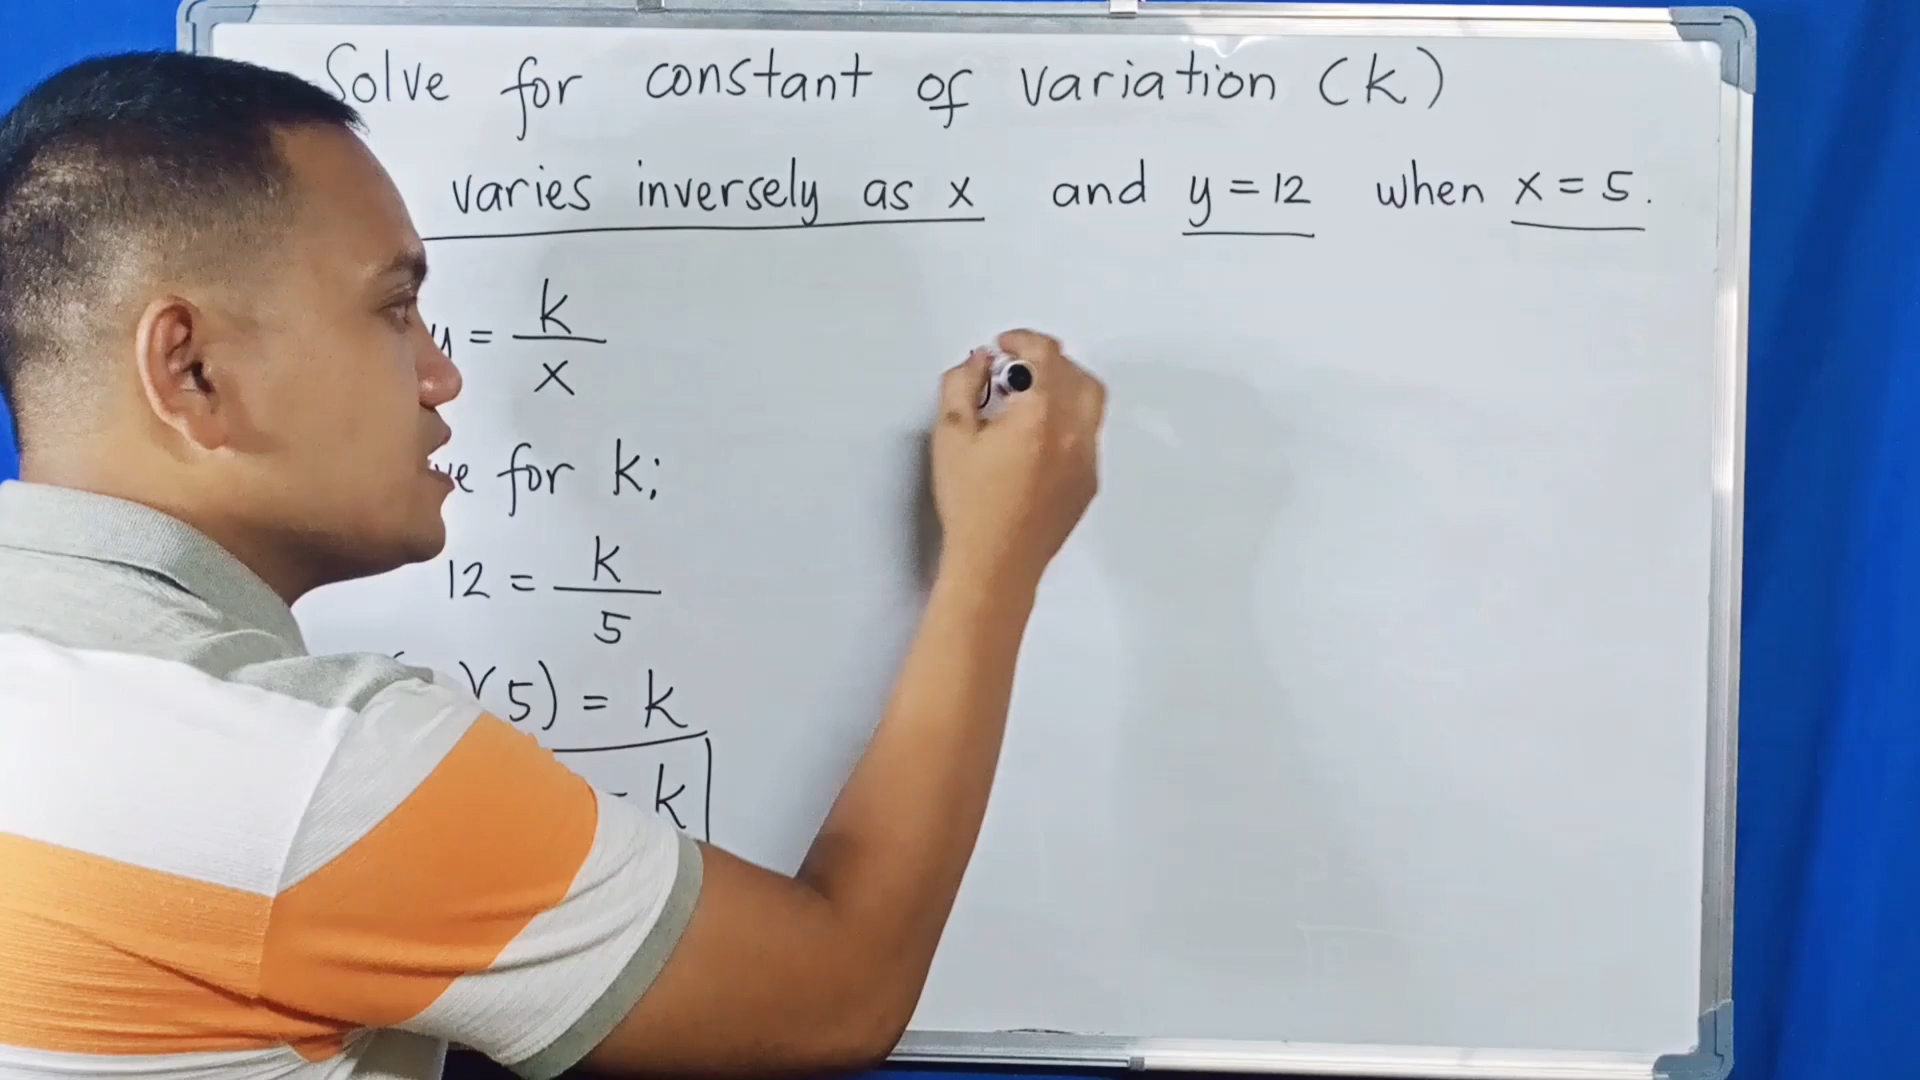 Solve for constant of variation (k)
varies inversely as x and y = 12 when x = 5.
y = k
x
for k;
12 = k
5
(5) = k
= k